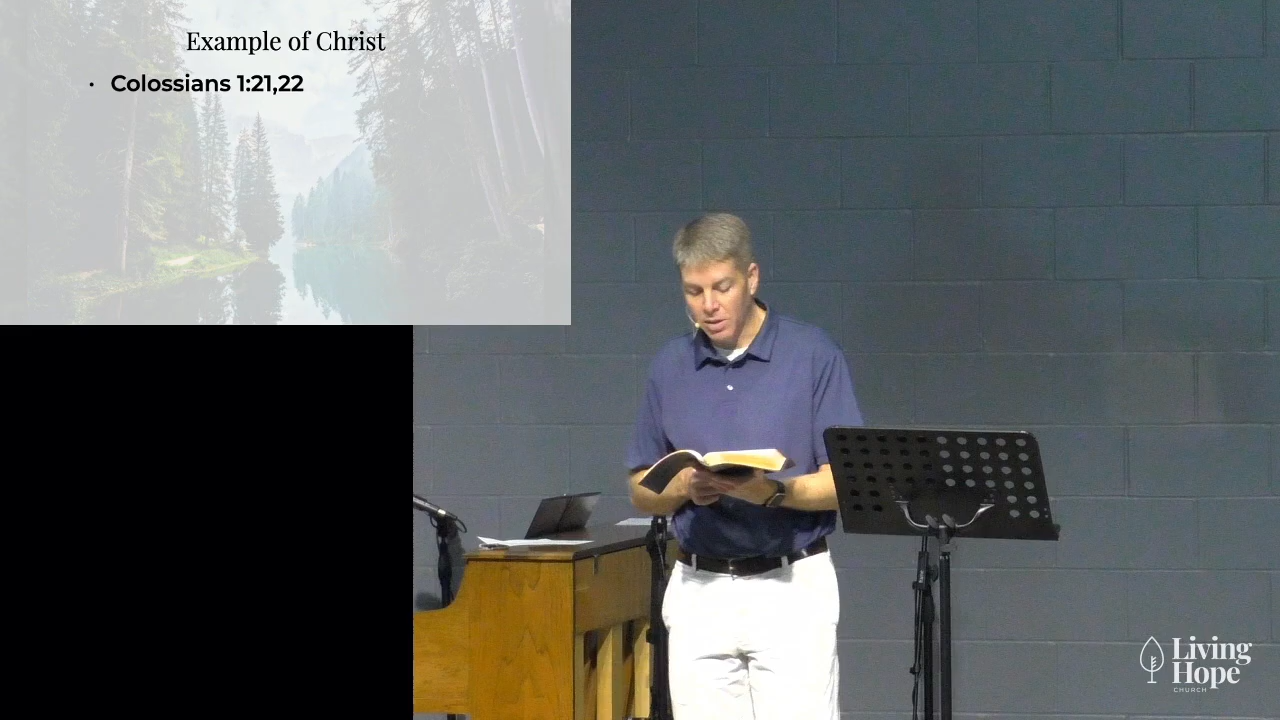 Example of Christ
• Colossians 1:21,22
Living
Hope
CHURCH